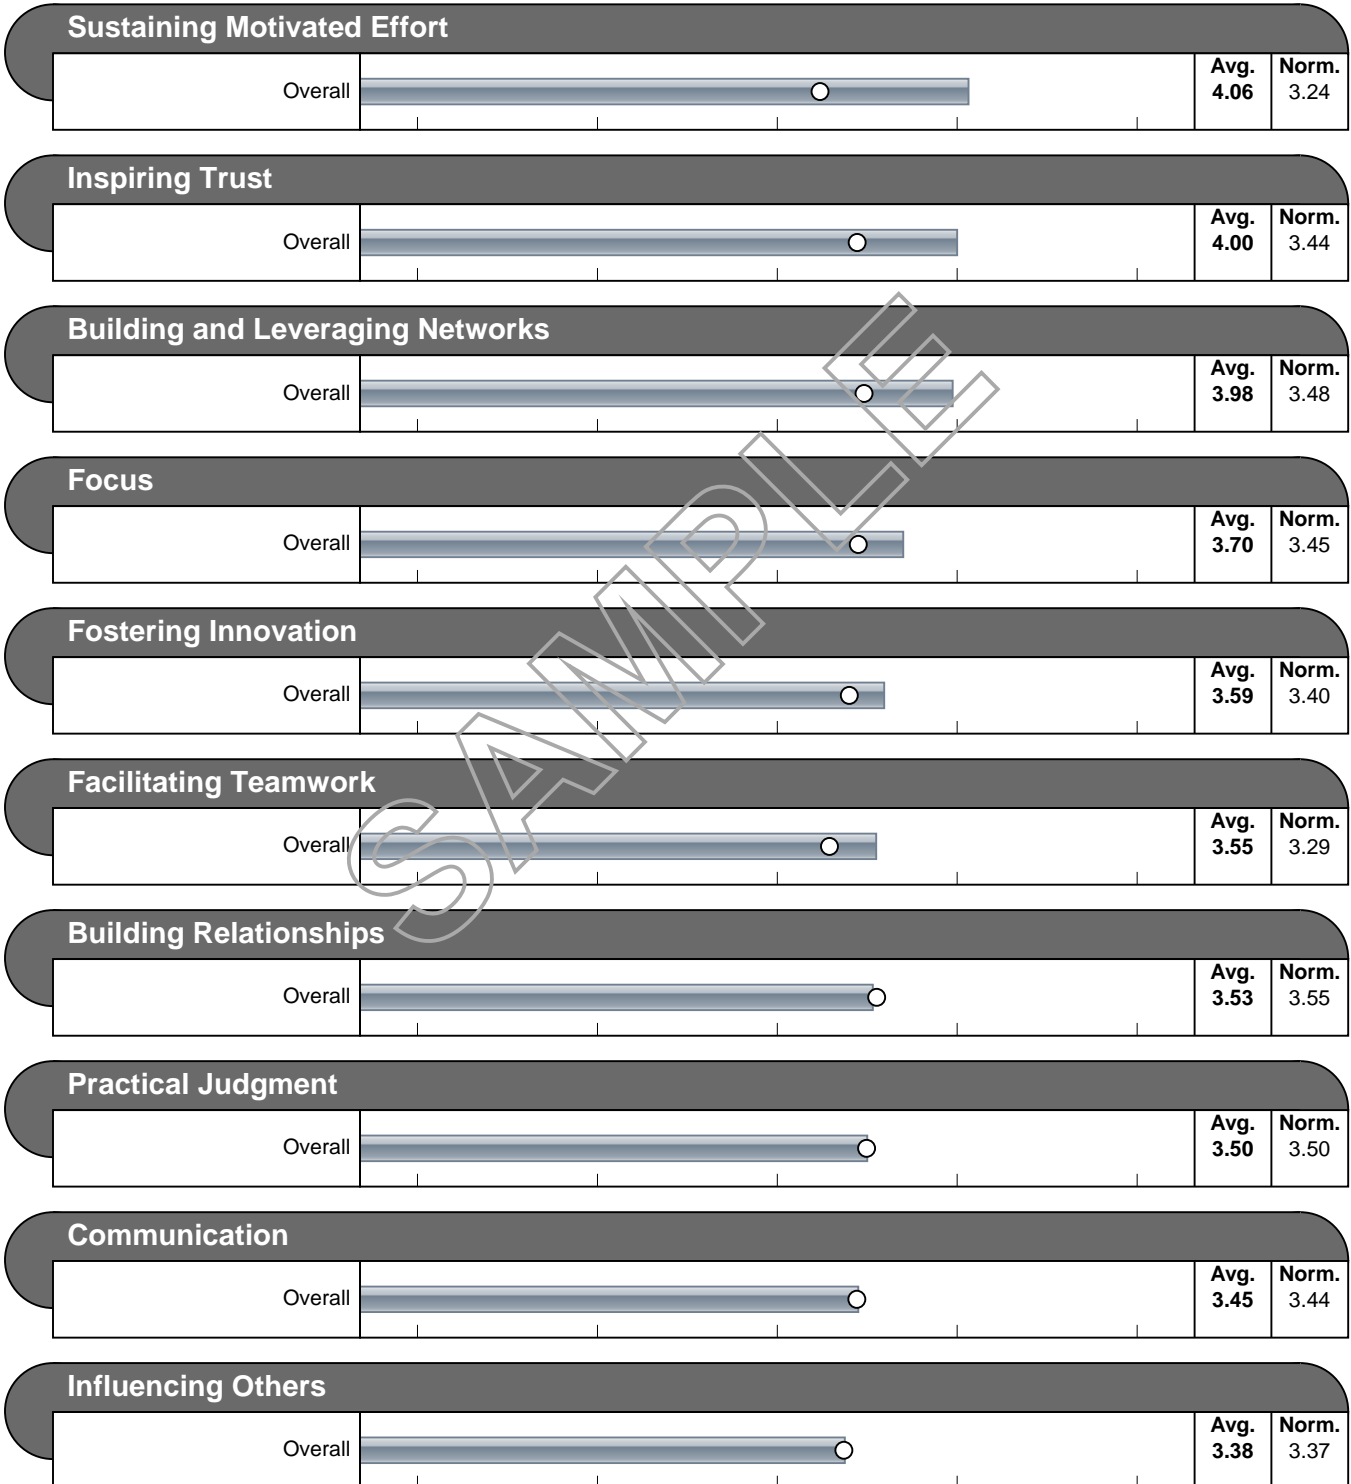 Sustaining Motivated Effort
Avg. Norm.
Overall 4.06 3.24
Inspiring Trust
Avg. Norm.
Overall 4.00 3.44
Building and Leveraging Networks
Avg. Norm.
Overall 3.98 3.48
Focus
Avg. Norm.
Overall 3.70 3.45
Fostering Innovation
Avg. Norm.
Overall 3.59 3.40
Facilitating Teamwork
Avg. Norm.
Overall 3.55 3.29
Building Relationships
Avg. Norm.
Overall 3.53 3.55
Practical Judgment
Avg. Norm.
Overall 3.50 3.50
Communication
Avg. Norm.
Overall 3.45 3.44
Influencing Others
Avg. Norm.
Overall 3.38 3.37
SAMPLE